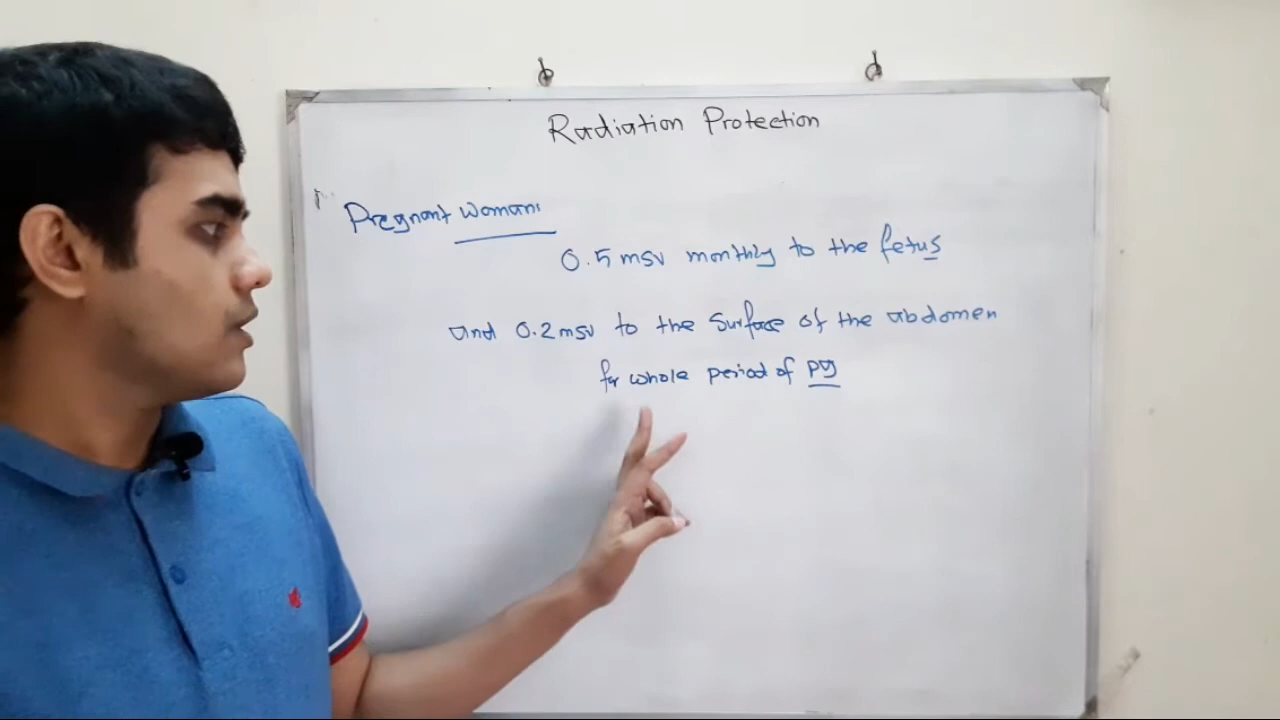 Radiation Protection
Pregnant Woman:
0.5 msv monthly to the fetus
and 0.2 msv to the surface of the abdomen
for whole period of pg